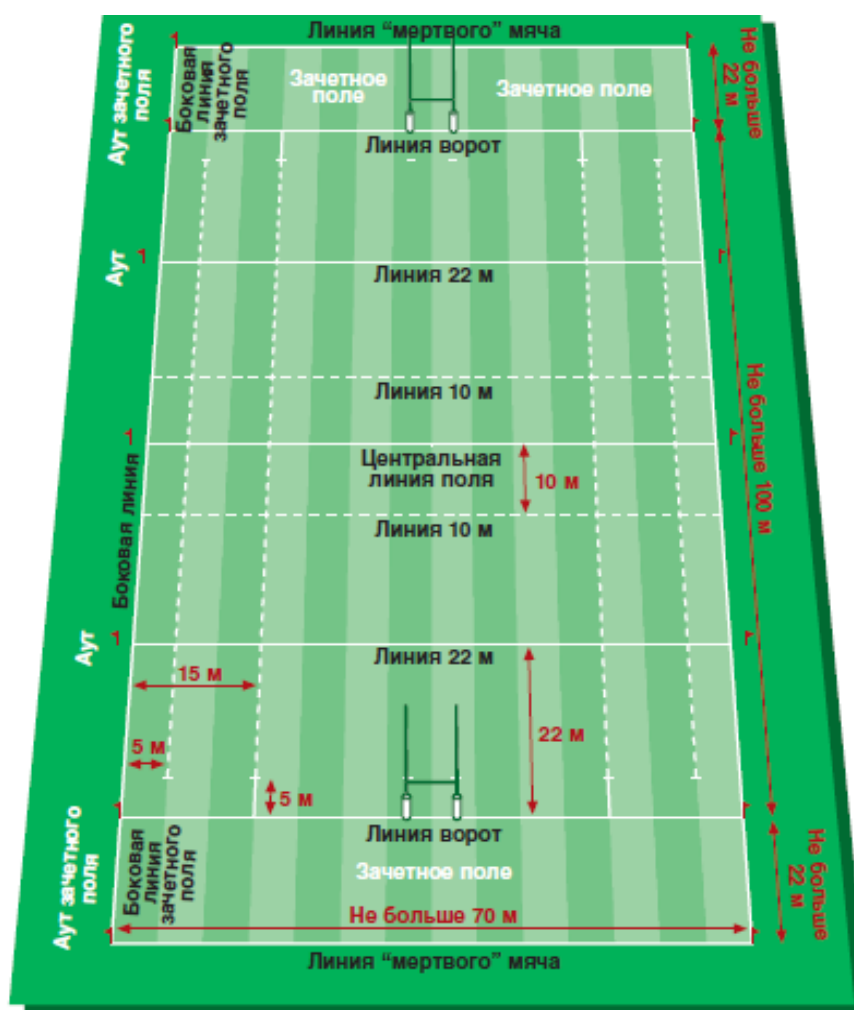 Линия “мертвого” мяча
Аут зачетного
поля
Боковая
линия
зачетного
поля
Зачетное
поле
Зачетное поле
Не больше
22 м
Линия ворот
Аут
Линия 22 м
Линия 10 м
Не больше 100 м
Центральная
линия поля
10 м
Боковая линия
Линия 10 м
Аут
Линия 22 м
15 м
22 м
5 м
5 м
Линия ворот
Аут зачетного
поля
Боковая
линия
зачетного
поля
Зачетное поле
Не больше
22 м
Не больше 70 м
Линия “мертвого” мяча